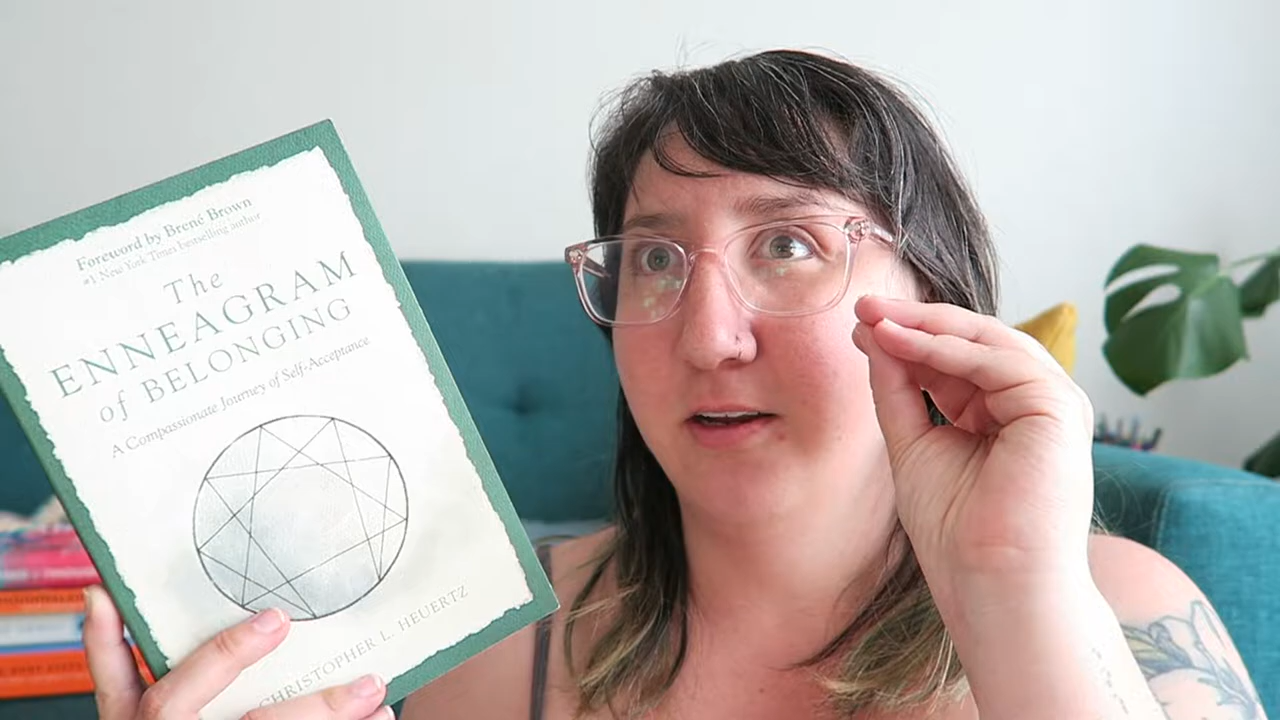 Foreword by Brené Brown
#1 New York Times bestselling author
The
ENNEAGRAM
of BELONGING
A Compassionate Journey of Self-Acceptance
CHRISTOPHER L. HEUERTZ